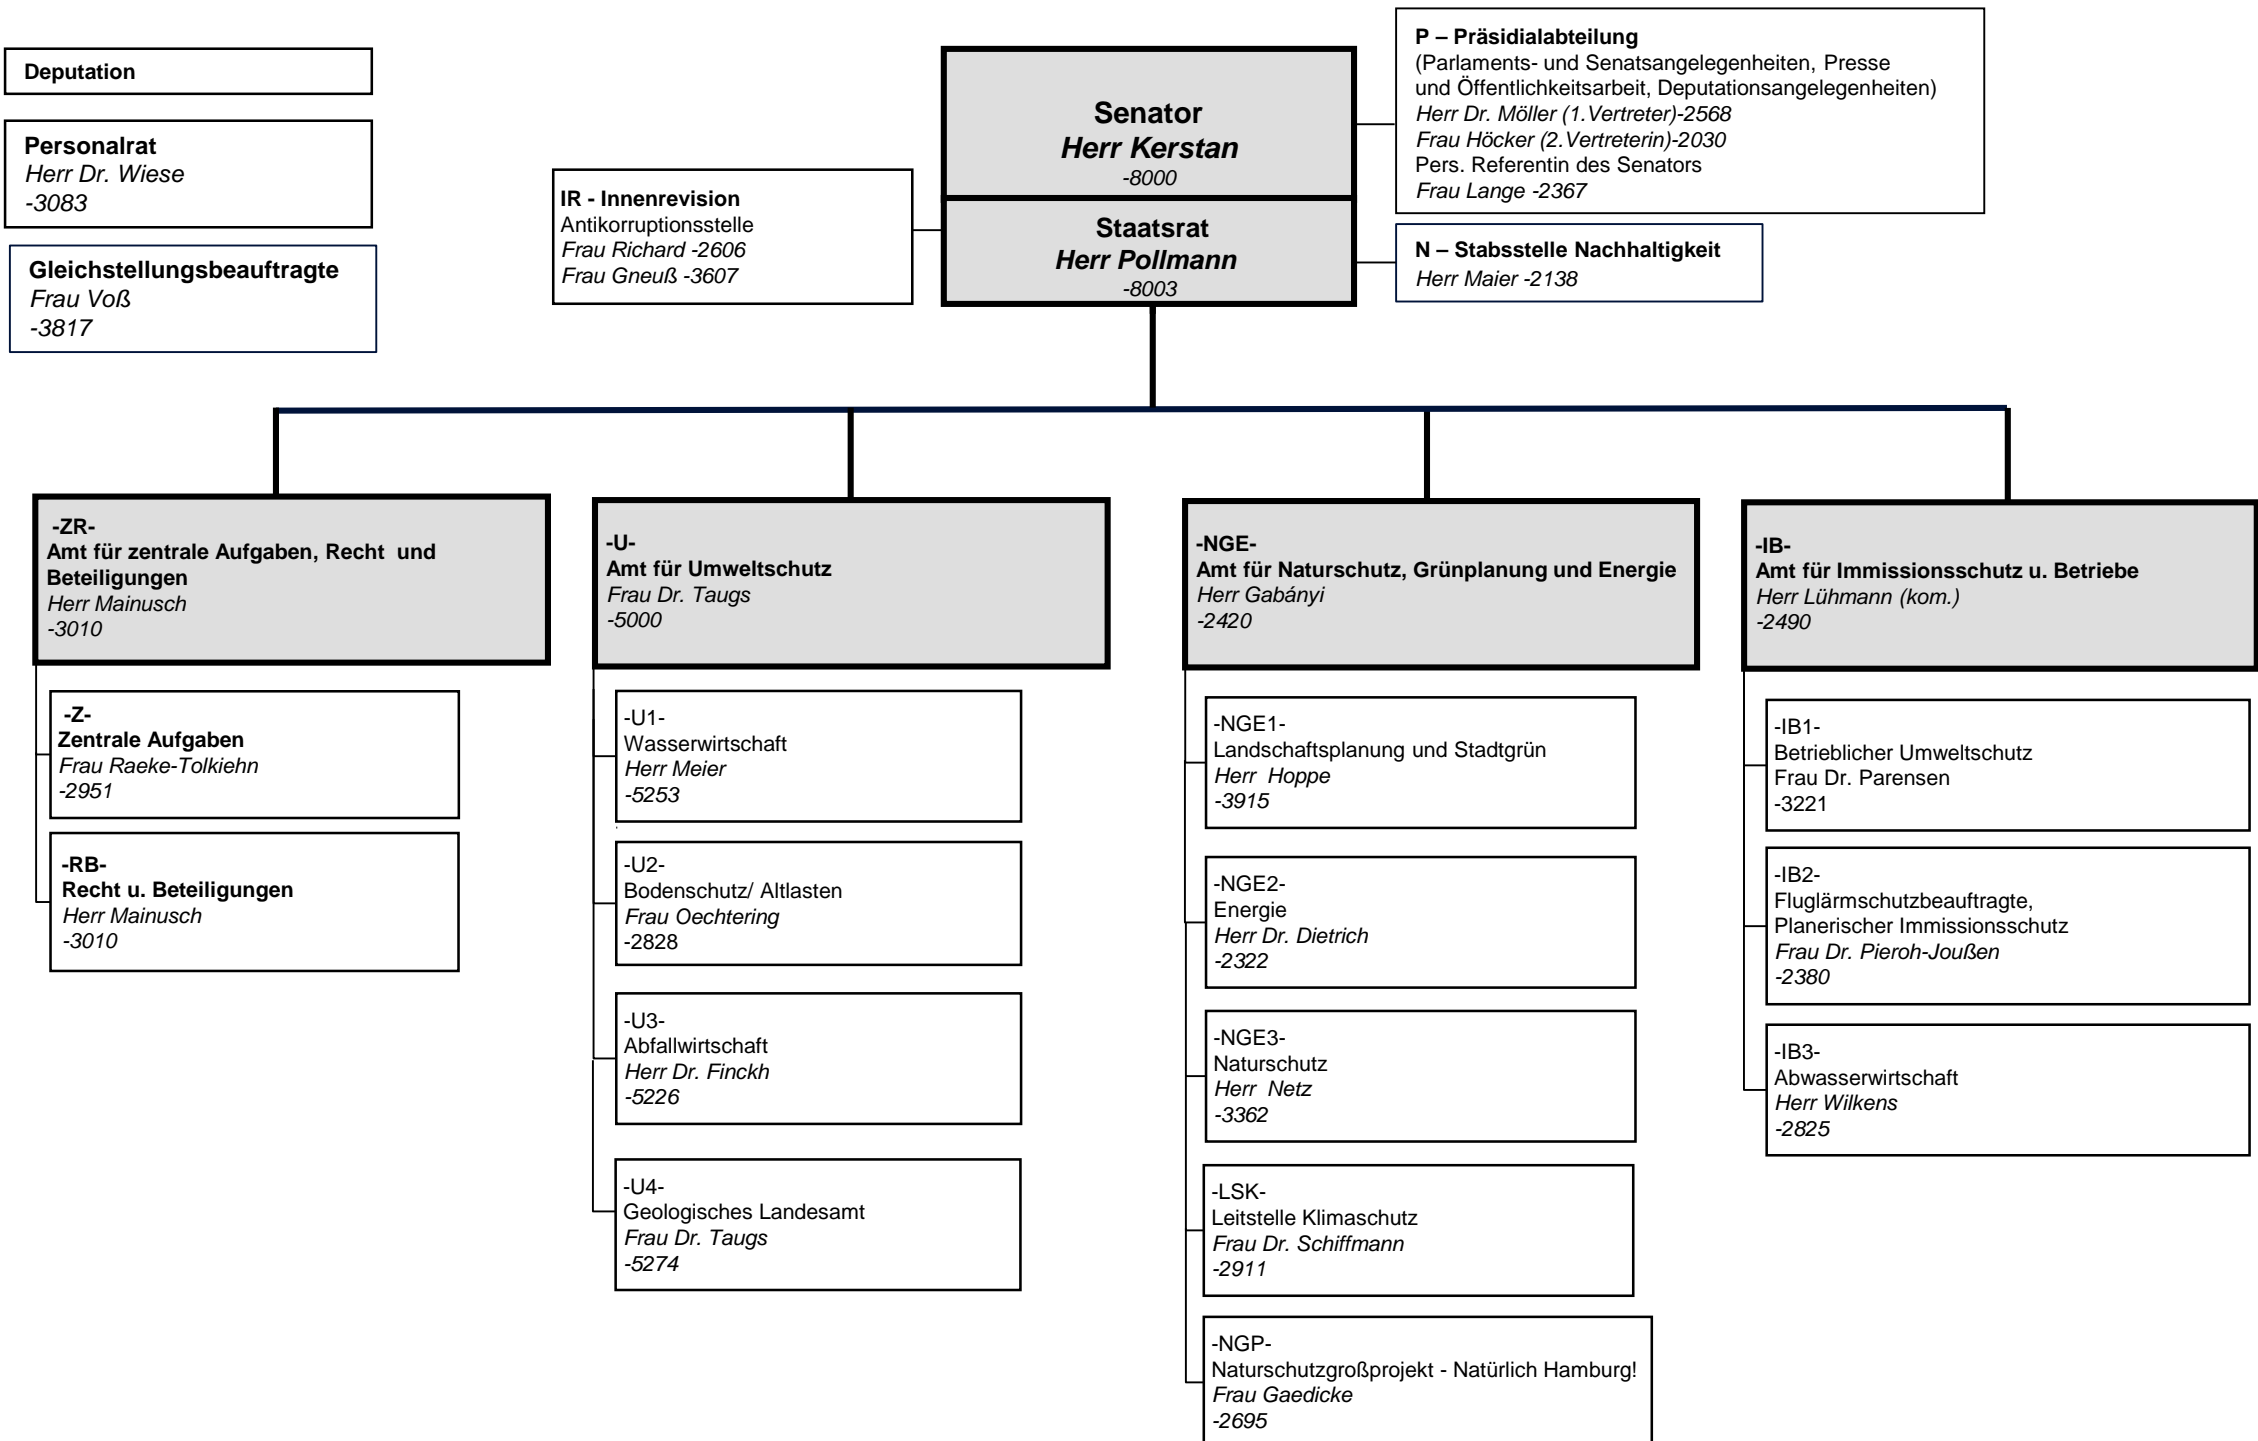 Deputation
Personalrat
Herr Dr. Wiese
-3083
Gleichstellungsbeauftragte
Frau Voß
-3817
IR - Innenrevision
Antikorruptionsstelle
Frau Richard -2606
Frau Gneuß -3607
Senator
Herr Kerstan
-8000
Staatsrat
Herr Pollmann
-8003
P – Präsidialabteilung
(Parlaments- und Senatsangelegenheiten, Presse
und Öffentlichkeitsarbeit, Deputationsangelegenheiten)
Herr Dr. Möller (1.Vertreter)-2568
Frau Höcker (2.Vertreterin)-2030
Pers. Referentin des Senators
Frau Lange -2367
N – Stabsstelle Nachhaltigkeit
Herr Maier -2138
-ZR-
Amt für zentrale Aufgaben, Recht und
Beteiligungen
Herr Mainusch
-3010
-Z-
Zentrale Aufgaben
Frau Raeke-Tolkiehn
-2951
-RB-
Recht u. Beteiligungen
Herr Mainusch
-3010
-U-
Amt für Umweltschutz
Frau Dr. Taugs
-5000
-U1-
Wasserwirtschaft
Herr Meier
-5253
-U2-
Bodenschutz/ Altlasten
Frau Oechtering
-2828
-U3-
Abfallwirtschaft
Herr Dr. Finckh
-5226
-U4-
Geologisches Landesamt
Frau Dr. Taugs
-5274
-NGE-
Amt für Naturschutz, Grünplanung und Energie
Herr Gabányi
-2420
-NGE1-
Landschaftsplanung und Stadtgrün
Herr Hoppe
-3915
-NGE2-
Energie
Herr Dr. Dietrich
-2322
-NGE3-
Naturschutz
Herr Netz
-3362
-LSK-
Leitstelle Klimaschutz
Frau Dr. Schiffmann
-2911
-NGP-
Naturschutzgroßprojekt - Natürlich Hamburg!
Frau Gaedicke
-2695
-IB-
Amt für Immissionsschutz u. Betriebe
Herr Lühmann (kom.)
-2490
-IB1-
Betrieblicher Umweltschutz
Frau Dr. Parensen
-3221
-IB2-
Fluglärmschutzbeauftragte,
Planerischer Immissionsschutz
Frau Dr. Pieroh-Joußen
-2380
-IB3-
Abwasserwirtschaft
Herr Wilkens
-2825